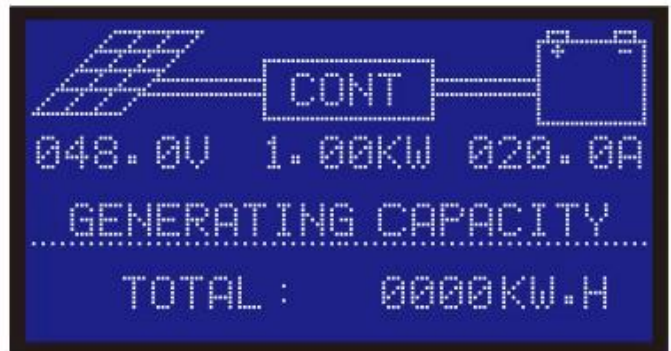 CONT
+ -
048.0V 1.00KW 020.0A
GENERATING CAPACITY
TOTAL: 0000KW.H